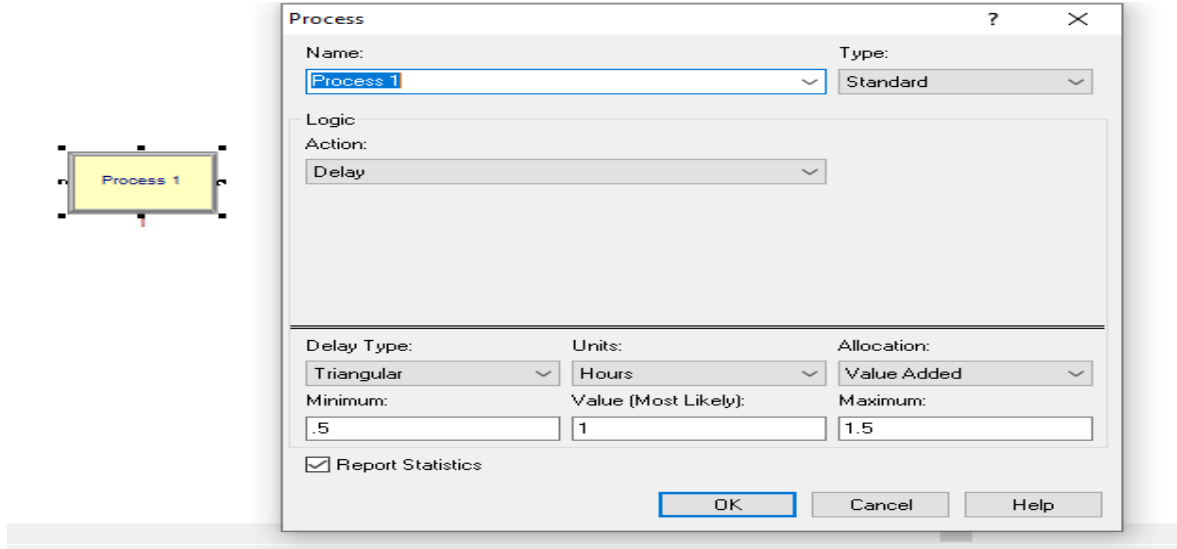 Process
? ×
Name:
Type:
Process 1
Standard
Logic
Action:
Delay
Process 1
Delay Type:
Units:
Allocation:
Triangular
Hours
Value Added
Minimum:
Value (Most Likely):
Maximum:
.5
1
1.5
Report Statistics
OK
Cancel
Help